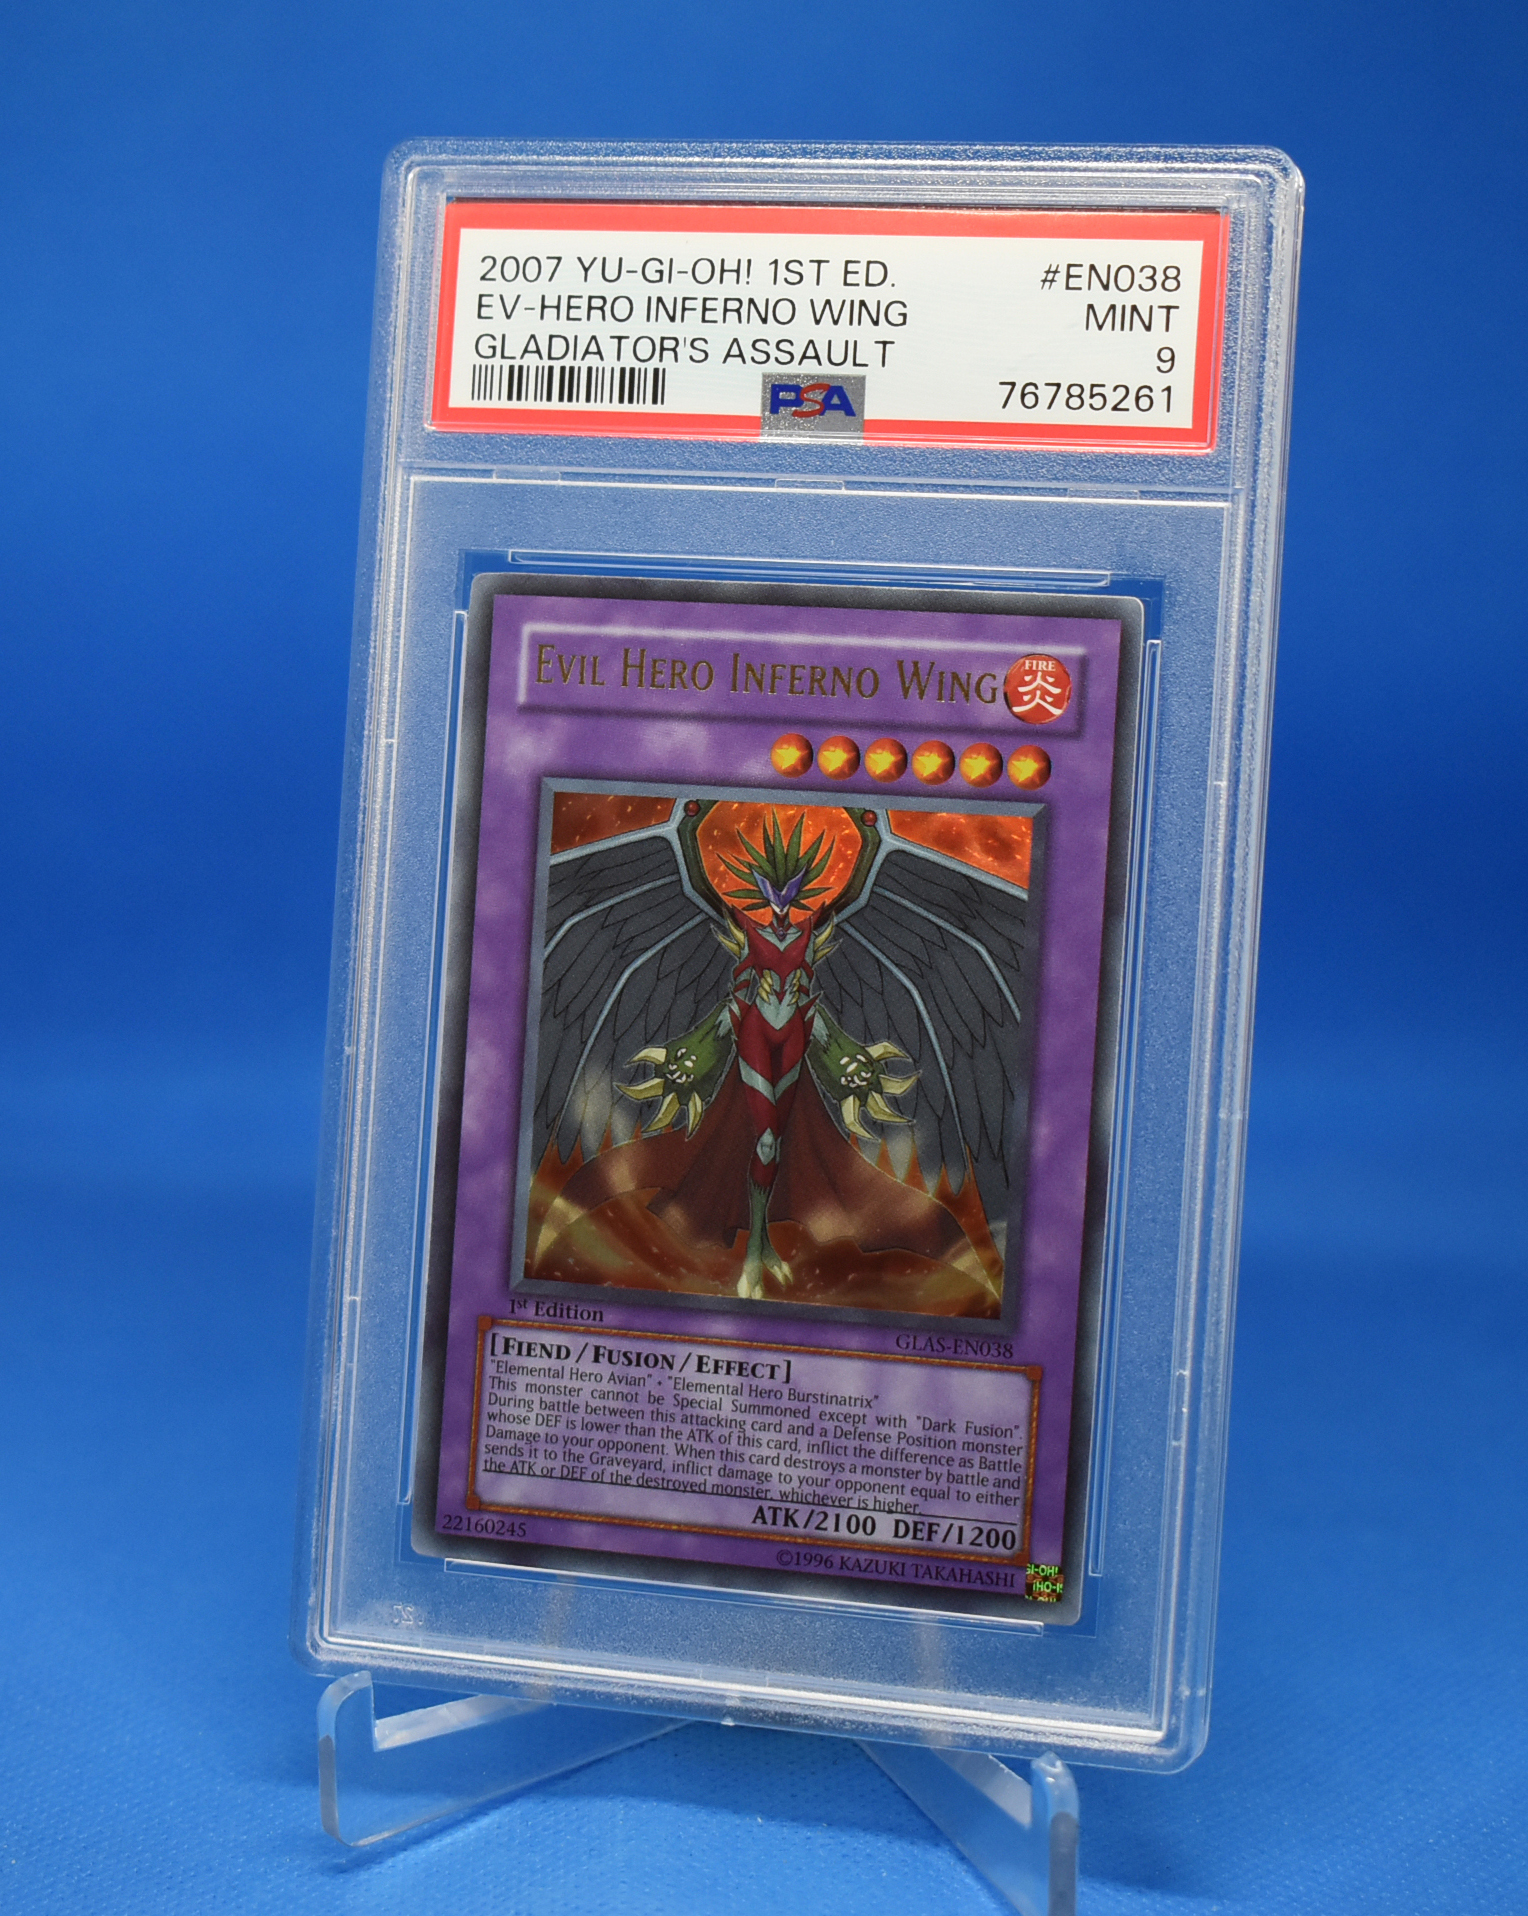 2007 YU-GI-OH! 1ST ED. #EN038
EV-HERO INFERNO WING MINT
GLADIATOR'S ASSAULT 9
PSA 76785261
EVIL HERO INFERNO WING
FIRE
炎
1st Edition
GLAS-EN038
[FIEND/FUSION/EFFECT]
"Elemental Hero Avian" • "Elemental Hero Burstinatrix"
This monster cannot be Special Summoned except with "Dark Fusion".
During battle between this attacking card and a Defense Position monster
whose DEF is lower than the ATK of this card, inflict the difference as Battle
Damage to your opponent. When this card destroys a monster by battle and
sends it to the Graveyard, inflict damage to your opponent equal to either
the ATK or DEF of the destroyed monster, whichever is higher.
ATK/2100 DEF/1200
22160245
©1996 KAZUKI TAKAHASHI